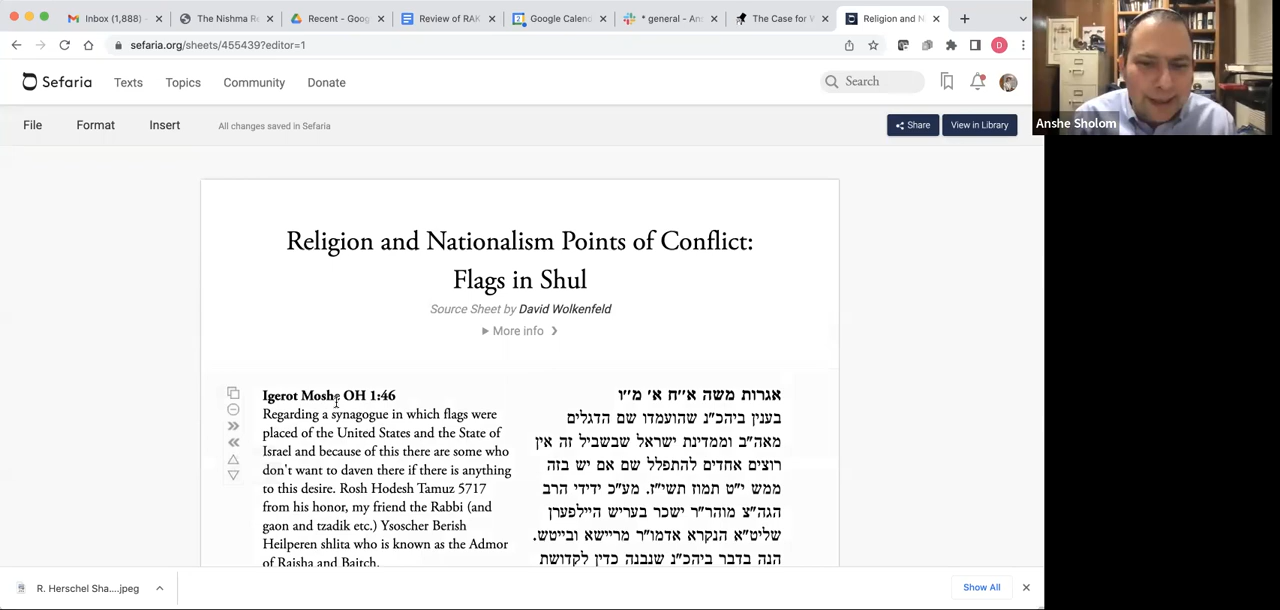 Inbox (1,888)
The Nishma Re
Recent - Goog
Review of RAK
Google Calend
* general - Ans
The Case for W
Religion and N
sefaria.org/sheets/455439?editor=1
Sefaria Texts Topics Community Donate Search
File Format Insert All changes saved in Sefaria Share View in Library
Anshe Sholom
Religion and Nationalism Points of Conflict:
Flags in Shul
Source Sheet by David Wolkenfeld
More info
Igerot Moshe OH 1:46
Regarding a synagogue in which flags were
placed of the United States and the State of
Israel and because of this there are some who
don't want to daven there if there is anything
to this desire. Rosh Hodesh Tamuz 5717
from his honor, my friend the Rabbi (and
gaon and tzadik etc.) Ysoscher Berish
Heilperen shlita who is known as the Admor
of Raisha and Baitch.
אגרות משה א״ח א׳ מ״ו
בענין ביהכ"נ שהועמדו שם הדגלים
מאה"ב וממדינת ישראל שבשביל זה אין
רוצים אחדים להתפלל שם אם יש בזה
ממש י"ט תמוז תשי"ז. מע"כ ידידי הרב
הגה"צ מוהר"ר ישכר בעריש היילפערן
שליט"א הנקרא אדמו"ר מריישא ובייטש.
הנה בדבר ביהכ"נ שנבנה כדין לקדושת
R. Herschel Sha....jpeg
Show All